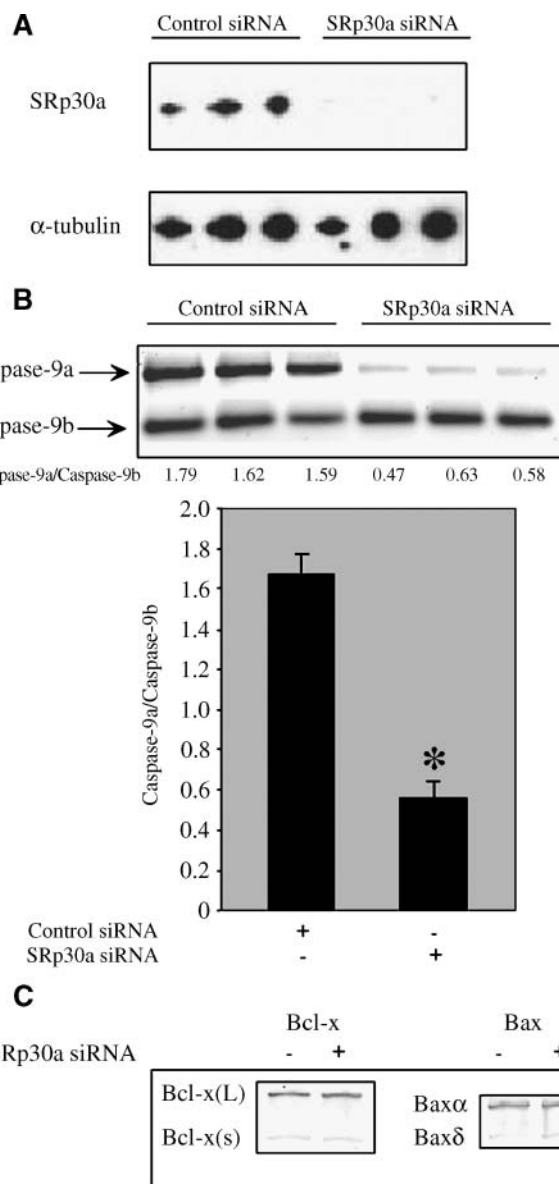 A
Control siRNA SRp30a siRNA
SRp30a
α-tubulin
B
Control siRNA SRp30a siRNA
pase-9a
pase-9b
pase-9a/Caspase-9b 1.79 1.62 1.59 0.47 0.63 0.58
2.0
1.8
1.6
1.4
1.2
1.0
0.8
0.6
0.4
0.2
0
Caspase-9a/Caspase-9b
*
Control siRNA + -
SRp30a siRNA - +
C
Bcl-x Bax
Rp30a siRNA - + - +
Bcl-x(L)
Bcl-x(s)
Baxα
Baxδ